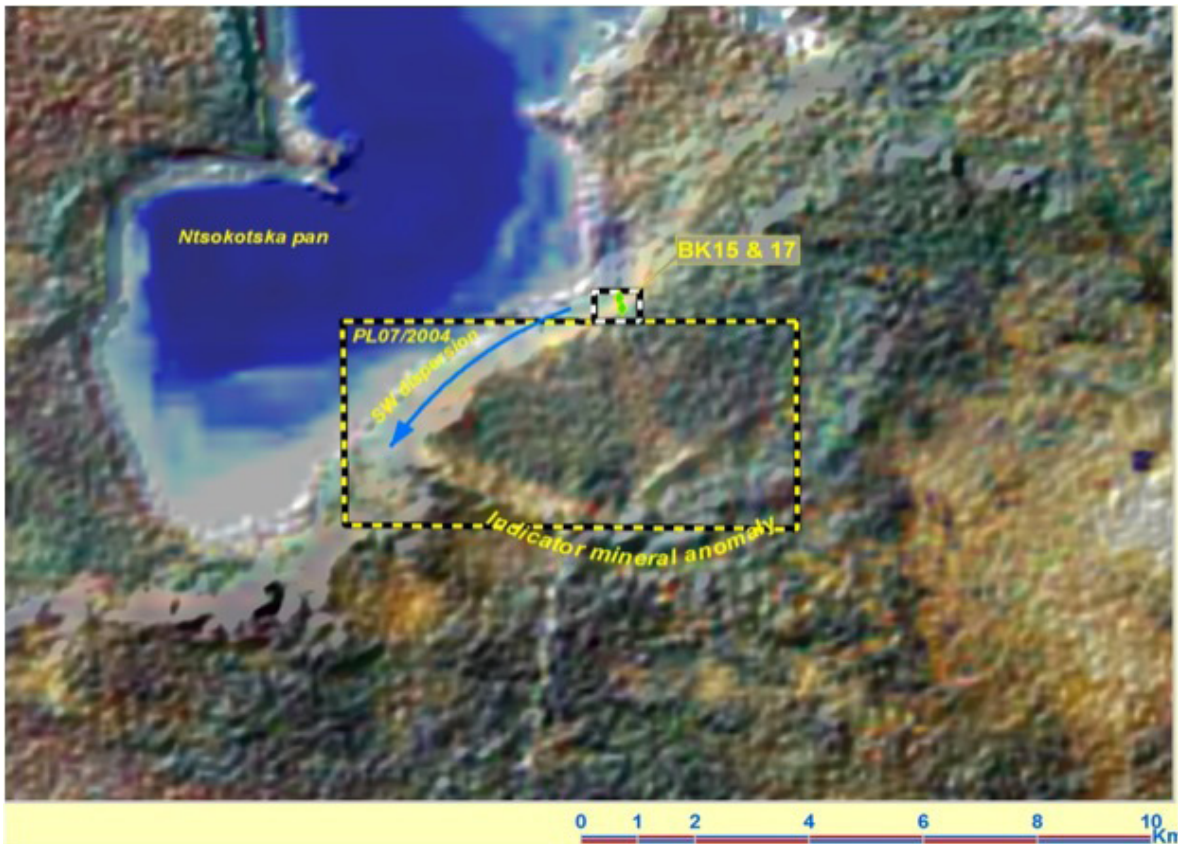 Ntsokotska pan
BK15 & 17
PL07/2004
SW dispersion
Indicator mineral anomaly
0 1 2 4 6 8 10
Km